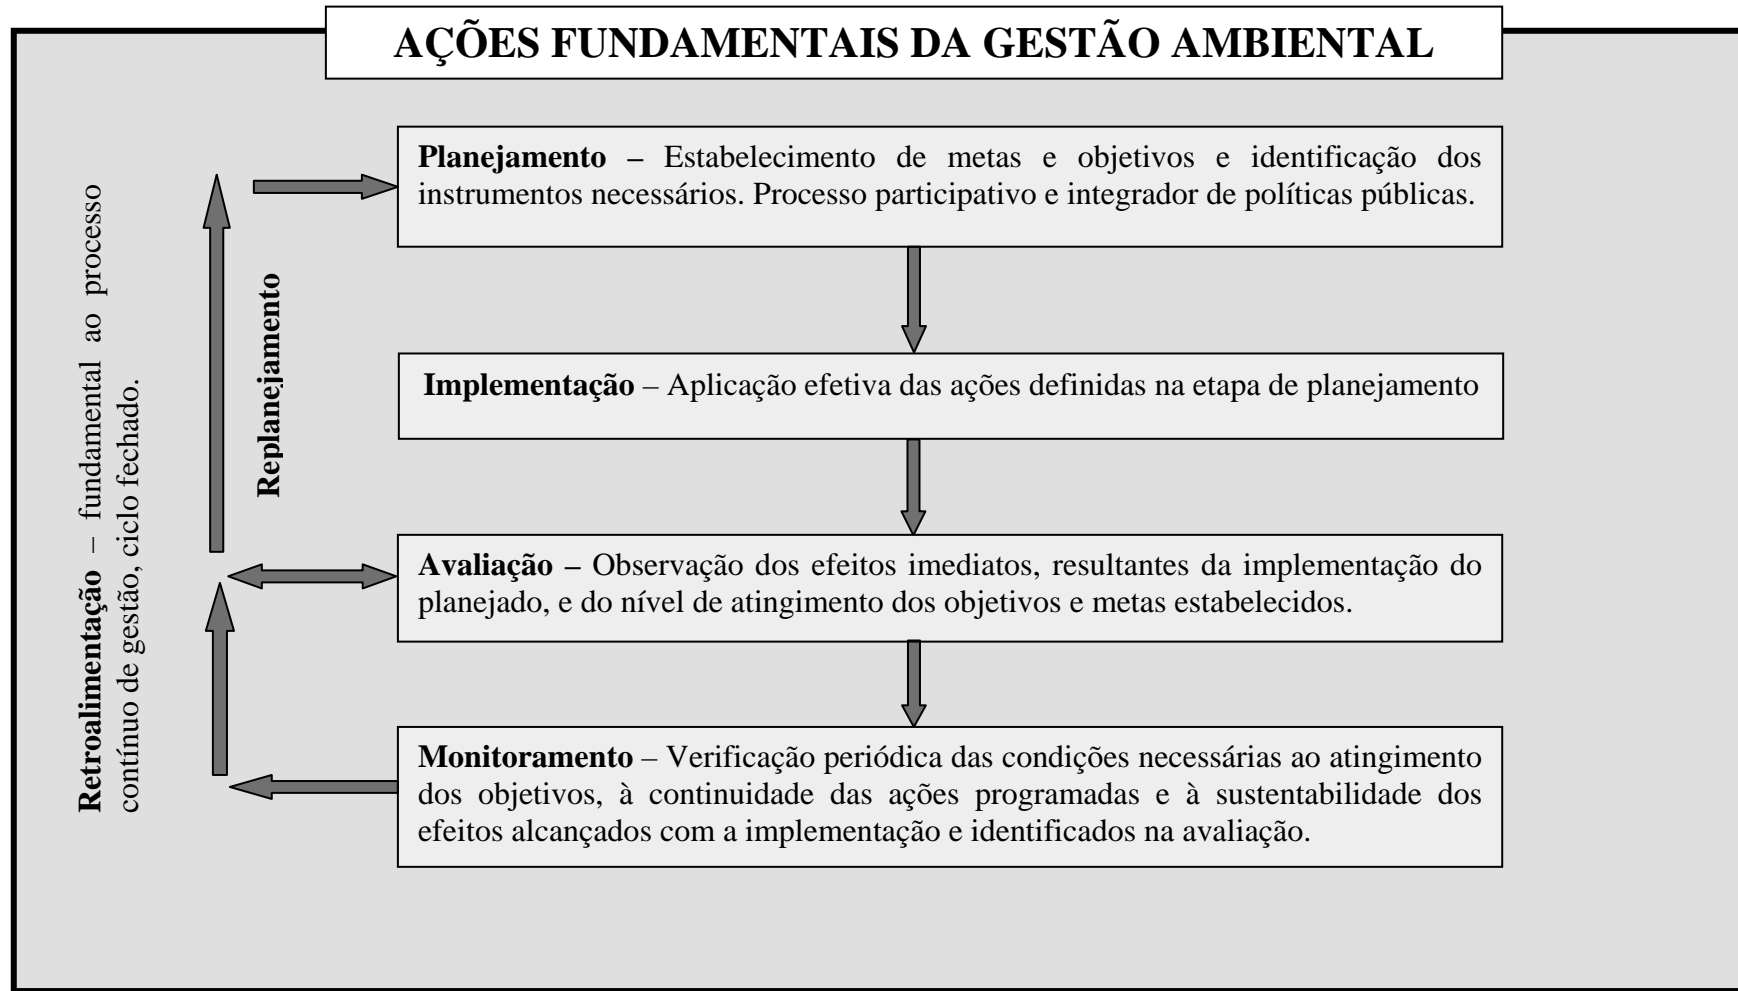 AÇÕES FUNDAMENTAIS DA GESTÃO AMBIENTAL
Planejamento – Estabelecimento de metas e objetivos e identificação dos
instrumentos necessários. Processo participativo e integrador de políticas públicas.
Implementação – Aplicação efetiva das ações definidas na etapa de planejamento
Avaliação – Observação dos efeitos imediatos, resultantes da implementação do
planejado, e do nível de atingimento dos objetivos e metas estabelecidos.
Monitoramento – Verificação periódica das condições necessárias ao atingimento
dos objetivos, à continuidade das ações programadas e à sustentabilidade dos
efeitos alcançados com a implementação e identificados na avaliação.
Retroalimentação – fundamental ao processo
contínuo de gestão, ciclo fechado.
Replanejamento